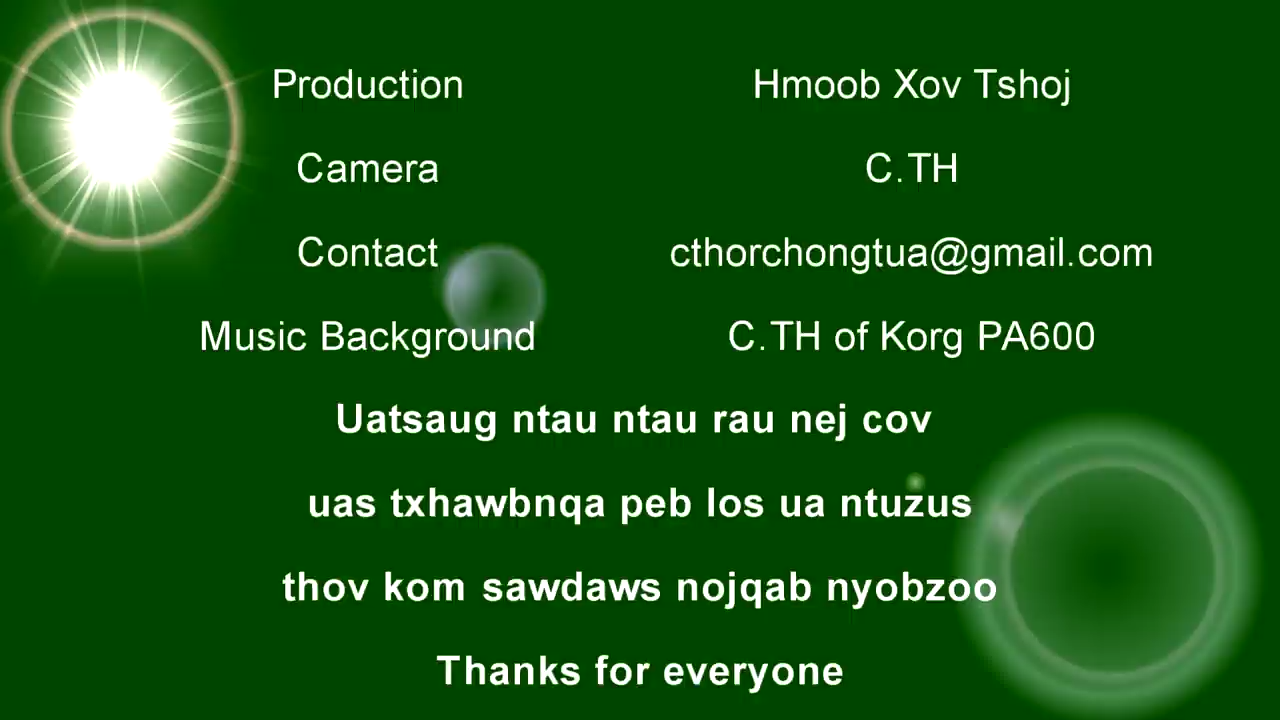 Production Hmoob Xov Tshoj
Camera C.TH
Contact cthorchongtua@gmail.com
Music Background C.TH of Korg PA600
Uatsaug ntau ntau rau nej cov
uas txhawbnqa peb los ua ntuzus
thov kom sawdaws nojqab nyobzoo
Thanks for everyone